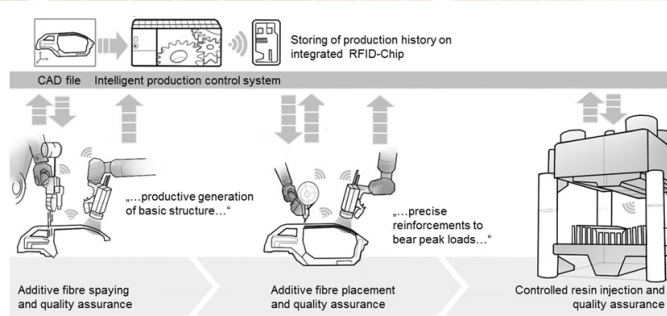 Storing of production history on
integrated RFID-Chip
CAD file Intelligent production control system
„…productive generation
of basic structure…“
„…precise
reinforcements to
bear peak loads…“
Additive fibre spaying
and quality assurance
Additive fibre placement
and quality assurance
Controlled resin injection and
quality assurance